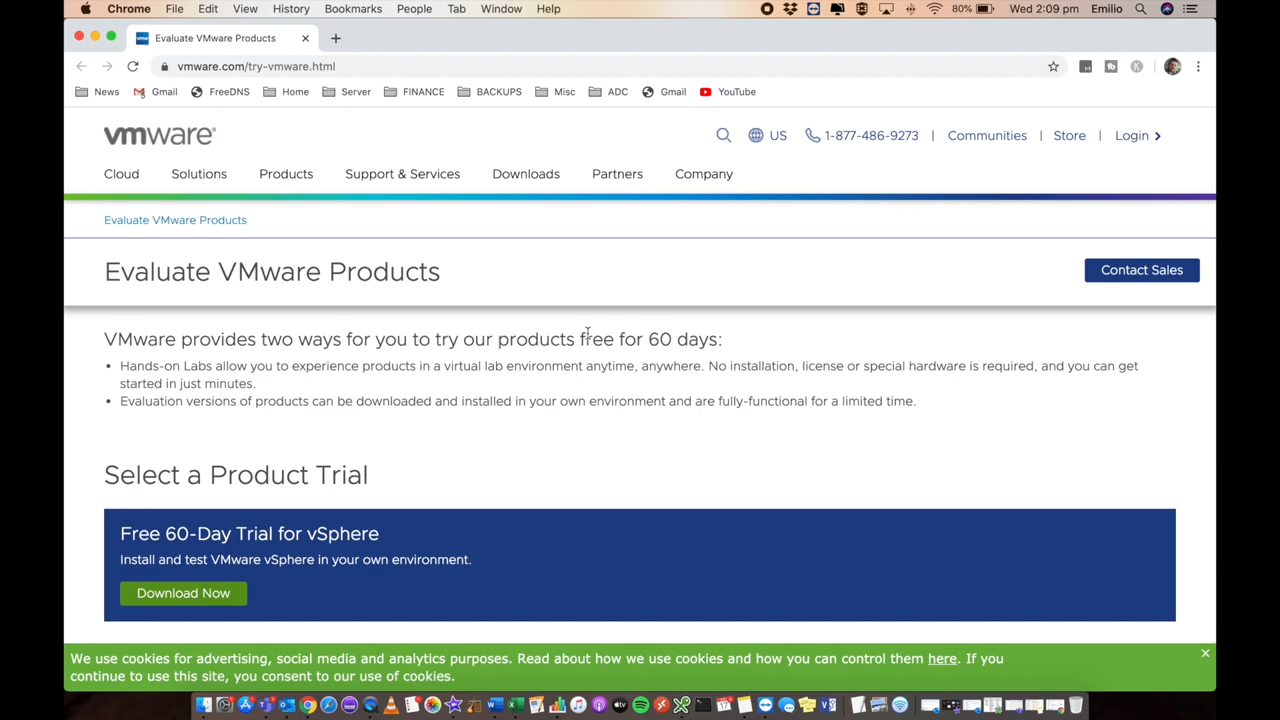 Chrome File Edit View History Bookmarks People Tab Window Help 80% Wed 2:09 pm Emilio
Evaluate VMware Products
vmware.com/try-vmware.html
News Gmail FreeDNS Home Server FINANCE BACKUPS Misc ADC Gmail YouTube
vmware US 1-877-486-9273 | Communities | Store | Login
Cloud Solutions Products Support & Services Downloads Partners Company
Evaluate VMware Products
Evaluate VMware Products
Contact Sales
VMware provides two ways for you to try our products free for 60 days:
• Hands-on Labs allow you to experience products in a virtual lab environment anytime, anywhere. No installation, license or special hardware is required, and you can get
started in just minutes.
• Evaluation versions of products can be downloaded and installed in your own environment and are fully-functional for a limited time.
Select a Product Trial
Free 60-Day Trial for vSphere
Install and test VMware vSphere in your own environment.
Download Now
We use cookies for advertising, social media and analytics purposes. Read about how we use cookies and how you can control them here. If you
continue to use this site, you consent to our use of cookies.